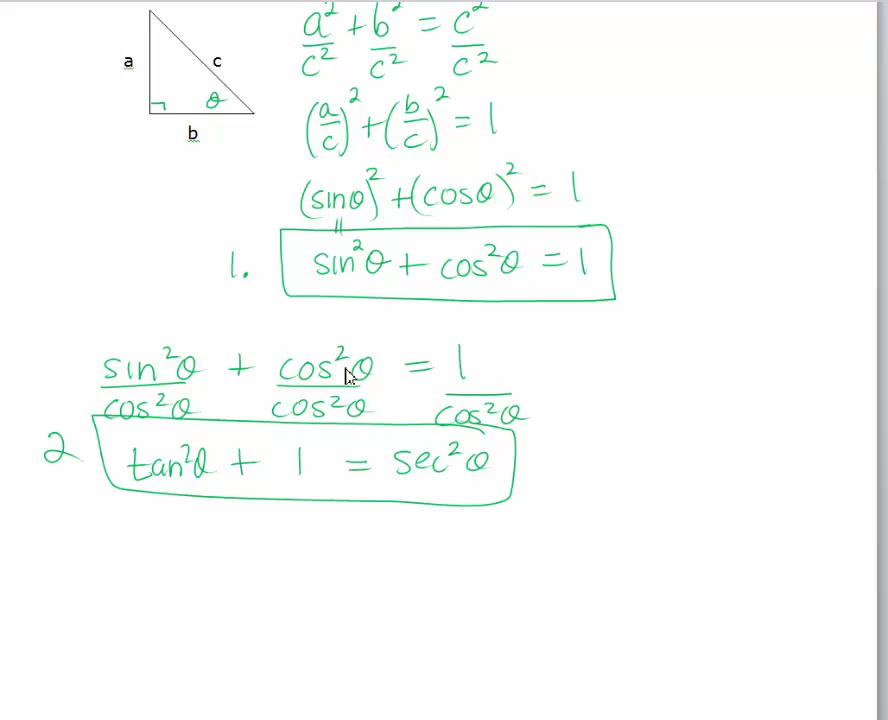 a
c
θ
b
a² + b² = c²
c² c² c²
(a/c)² + (b/c)² = 1
(sinθ)² + (cosθ)² = 1
1. sin²θ + cos²θ = 1
sin²θ + cos²θ = 1
cos²θ cos²θ cos²θ
2 tan²θ + 1 = sec²θ